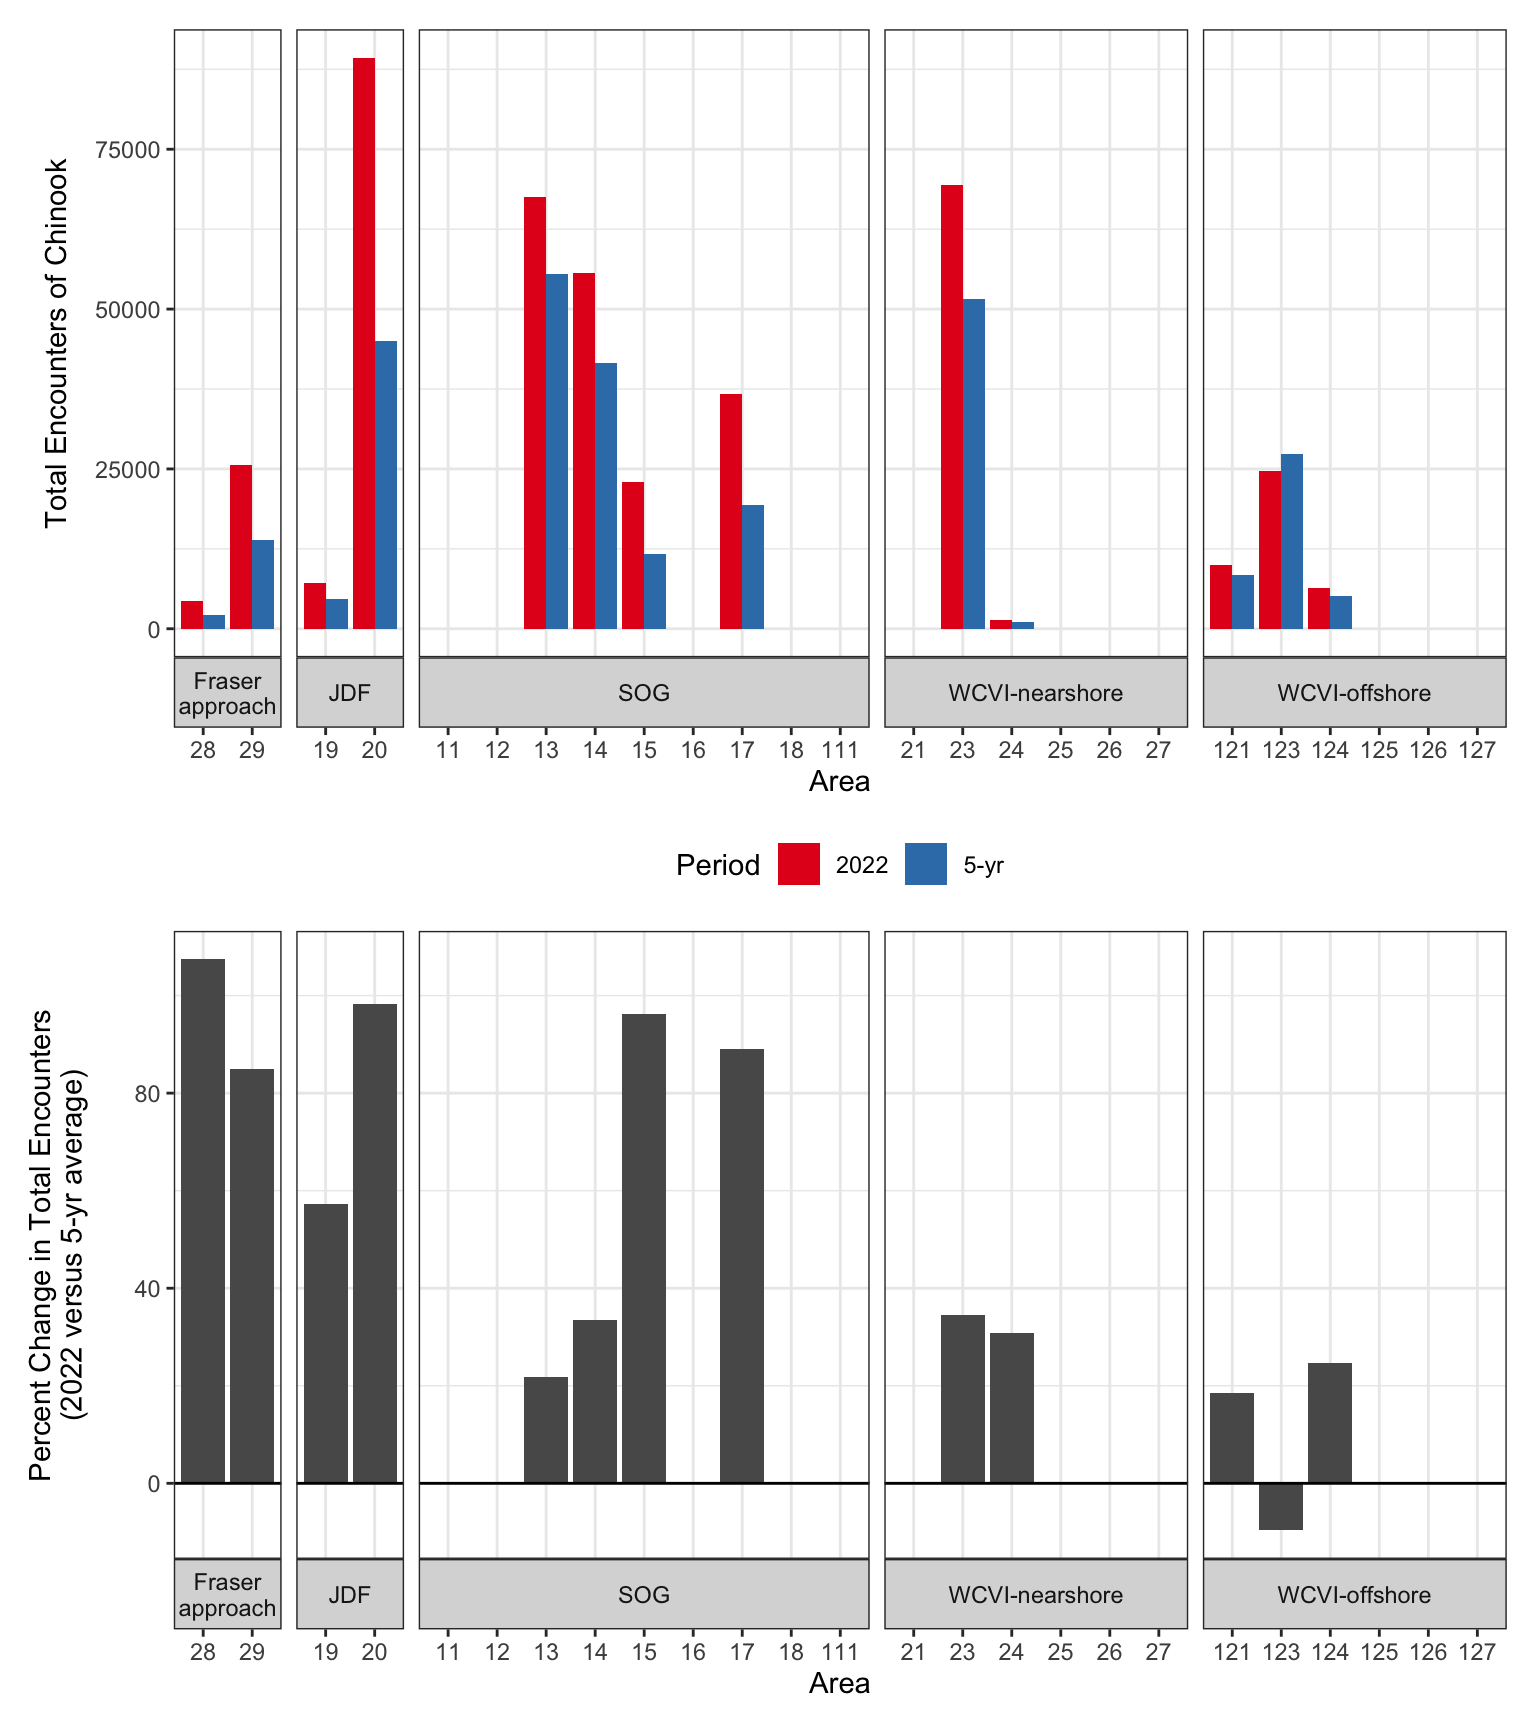 Total Encounters of Chinook
75000
50000
25000
0
Fraser
approach
JDF
SOG
WCVI-nearshore
WCVI-offshore
28 29 19 20 11 12 13 14 15 16 17 18 111 21 23 24 25 26 27 121 123 124 125 126 127
Area
Period 2022 5-yr
Percent Change in Total Encounters
(2022 versus 5-yr average)
80
40
0
Fraser
approach
JDF
SOG
WCVI-nearshore
WCVI-offshore
28 29 19 20 11 12 13 14 15 16 17 18 111 21 23 24 25 26 27 121 123 124 125 126 127
Area